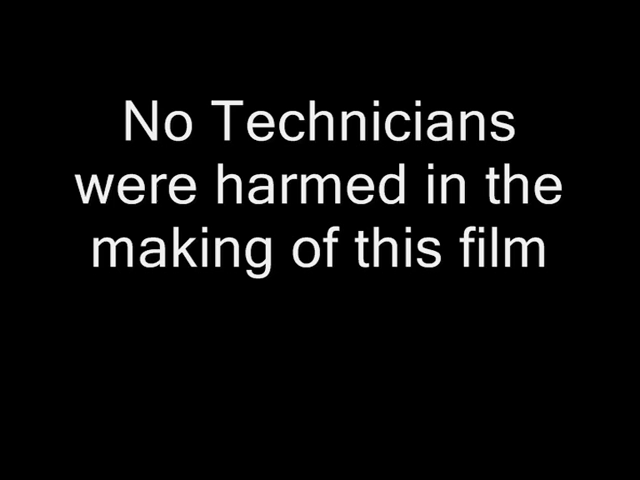 No Technicians
were harmed in the
making of this film